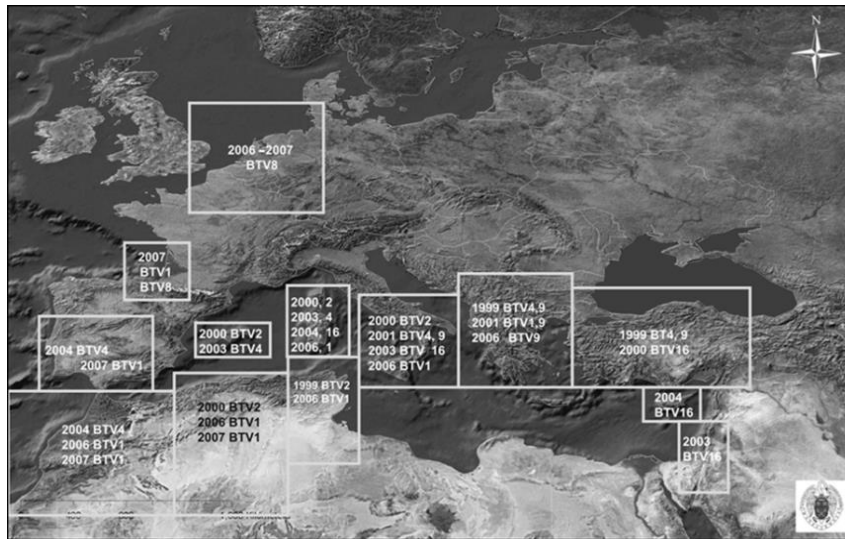 N
2006 –2007
BTV8
2007
BTV1
BTV8
2000, 2
2003, 4
2004, 16
2006, 1
2000 BTV2
2001 BTV4, 9
2003 BTV 16
2006 BTV1
1999 BTV4,9
2001 BTV1,9
2006 BTV9
1999 BT4, 9
2000 BTV16
2004 BTV4
2007 BTV1
2000 BTV2
2003 BTV4
1999 BTV2
2006 BTV1
2004
BTV16
2003
BTV16
2004 BTV4
2006 BTV1
2007 BTV1
2000 BTV2
2006 BTV1
2007 BTV1